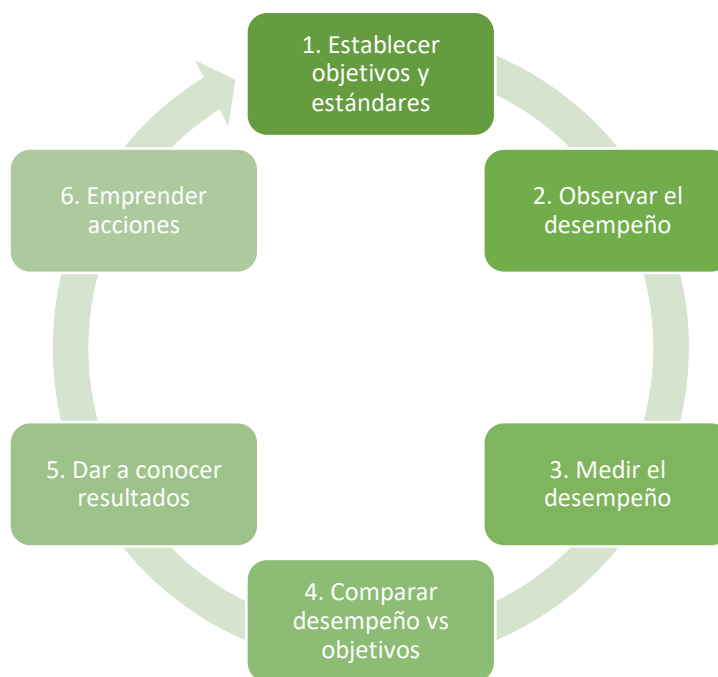 1. Establecer
objetivos y
estándares
2. Observar el
desempeño
3. Medir el
desempeño
4. Comparar
desempeño vs
objetivos
5. Dar a conocer
resultados
6. Emprender
acciones